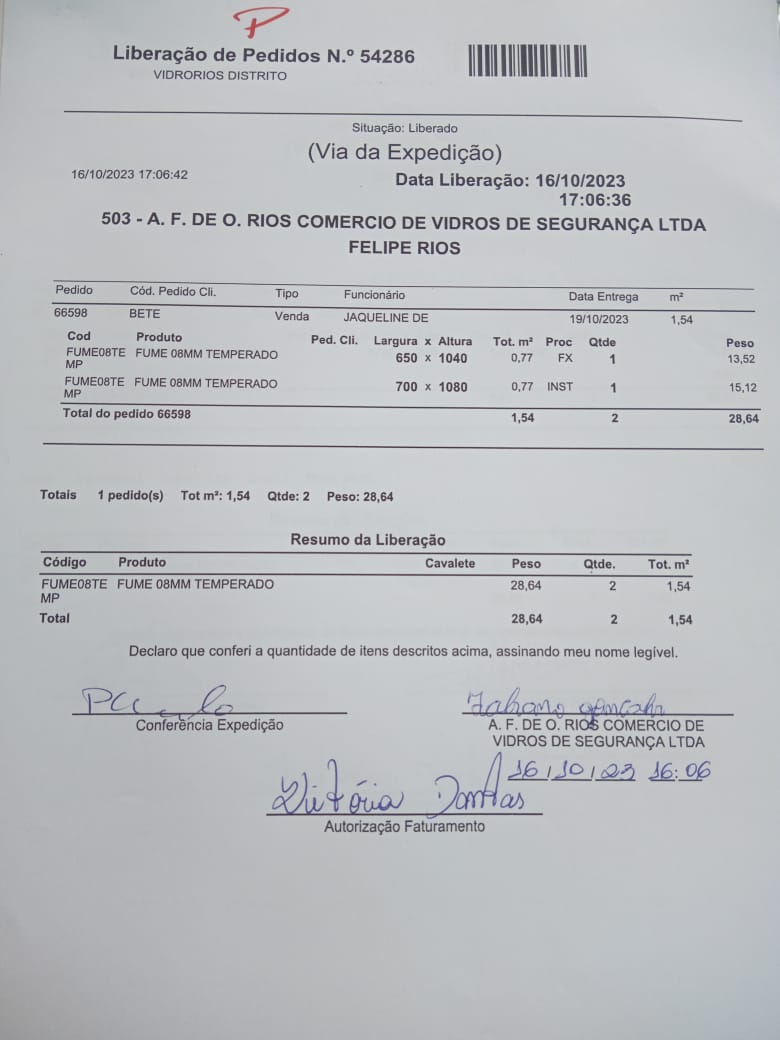 P
Liberação de Pedidos N.º 54286
VIDRORIOS DISTRITO
Situação: Liberado
(Via da Expedição)
16/10/2023 17:06:42
Data Liberação: 16/10/2023
17:06:36
503 - A. F. DE O. RIOS COMERCIO DE VIDROS DE SEGURANÇA LTDA
FELIPE RIOS
Pedido Cód. Pedido Cli. Tipo Funcionário Data Entrega m²
66598 BETE Venda JAQUELINE DE 19/10/2023 1,54
Cod Produto Ped. Cli. Largura x Altura Tot. m² Proc Qtde Peso
FUME08TE FUME 08MM TEMPERADO 650 x 1040 0,77 FX 1 13,52
MP
FUME08TE FUME 08MM TEMPERADO 700 x 1080 0,77 INST 1 15,12
MP
Total do pedido 66598 1,54 2 28,64
Totais 1 pedido(s) Tot m²: 1,54 Qtde: 2 Peso: 28,64
Resumo da Liberação
Código Produto Cavalete Peso Qtde. Tot. m²
FUME08TE FUME 08MM TEMPERADO 28,64 2 1,54
MP
Total 28,64 2 1,54
Declaro que conferi a quantidade de itens descritos acima, assinando meu nome legível.
Conferência Expedição
A. F. DE O. RIOS COMERCIO DE
VIDROS DE SEGURANÇA LTDA
16/10/23 16:06
Vitória Dantas
Autorização Faturamento